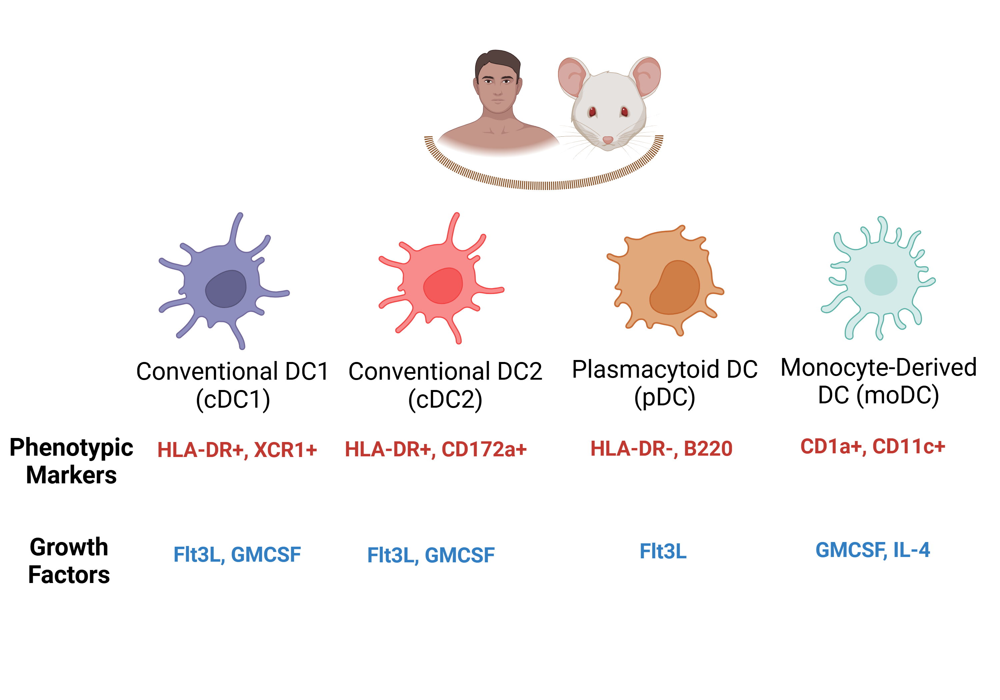 Conventional DC1
(cDC1)
Conventional DC2
(cDC2)
Plasmacytoid DC
(pDC)
Monocyte-Derived
DC (moDC)
Phenotypic
Markers
HLA-DR+, XCR1+
HLA-DR+, CD172a+
HLA-DR-, B220
CD1a+, CD11c+
Growth
Factors
Flt3L, GMCSF
Flt3L, GMCSF
Flt3L
GMCSF, IL-4